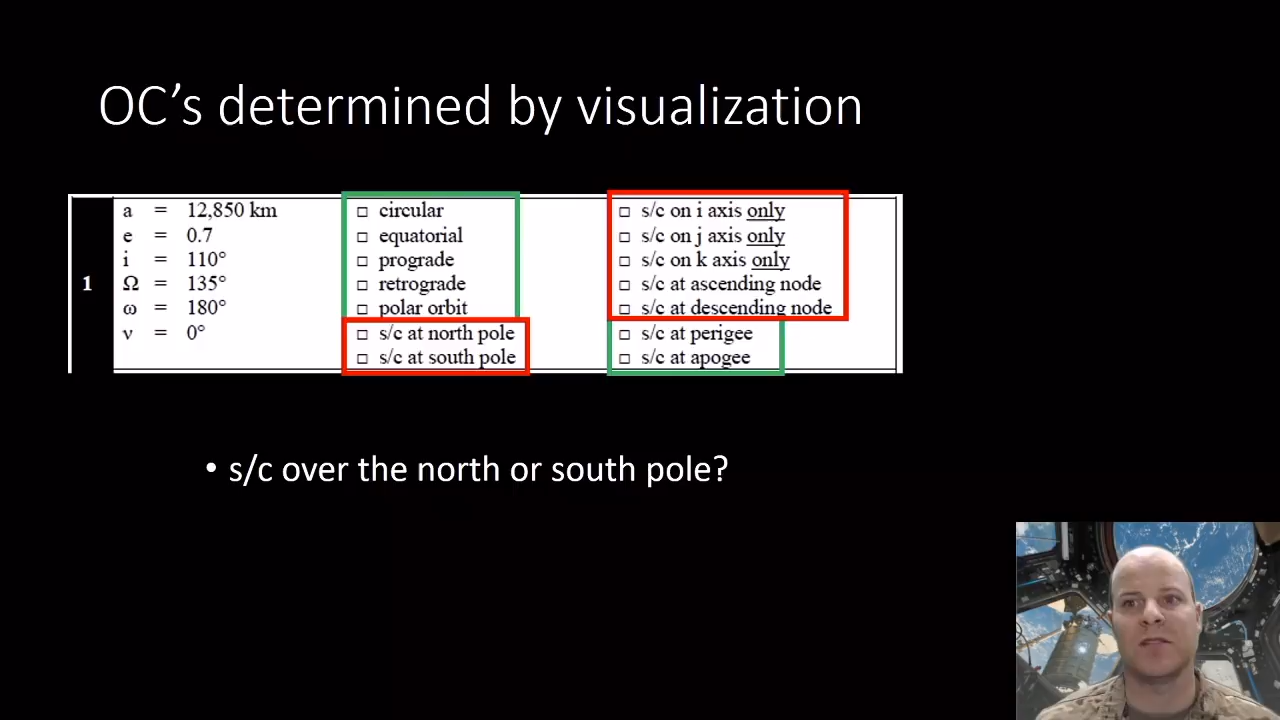 OC’s determined by visualization
1
a = 12,850 km
e = 0.7
i = 110°
Ω = 135°
ω = 180°
ν = 0°
□ circular
□ equatorial
□ prograde
□ retrograde
□ polar orbit
□ s/c at north pole
□ s/c at south pole
□ s/c on i axis only
□ s/c on j axis only
□ s/c on k axis only
□ s/c at ascending node
□ s/c at descending node
□ s/c at perigee
□ s/c at apogee
• s/c over the north or south pole?